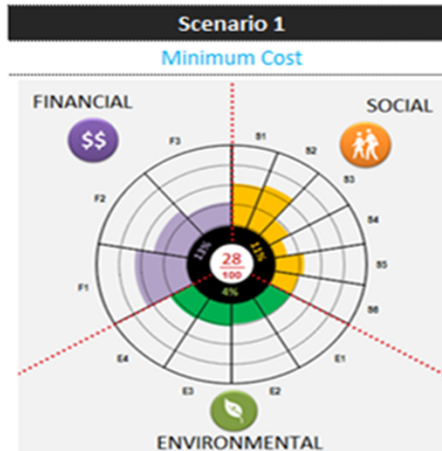 Scenario 1
Minimum Cost
FINANCIAL
SOCIAL
$$
F3
S1
S2
S3
F2
S4
13%
28
100
11%
S5
F1
4%
S6
E4
E1
E3
E2
ENVIRONMENTAL